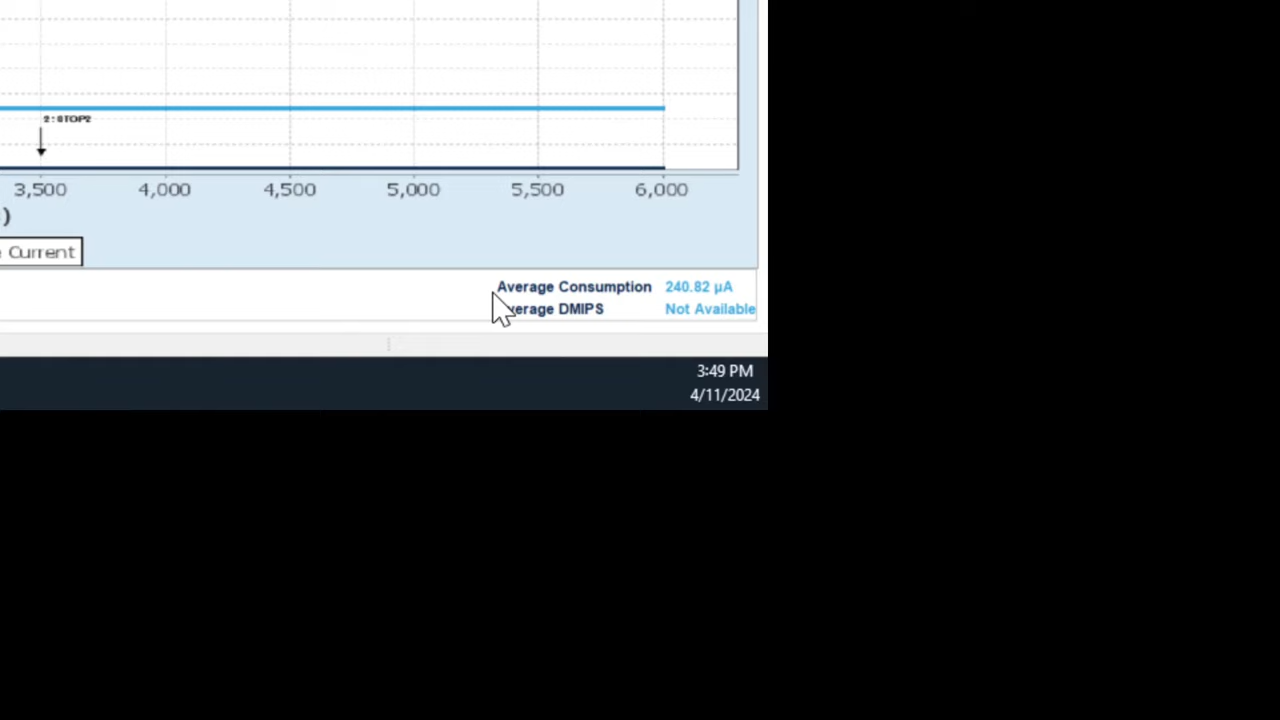 2: STOP2
3,500 4,000 4,500 5,000 5,500 6,000
)
Current
Average Consumption 240.82 µA
verage DMIPS Not Available
3:49 PM
4/11/2024